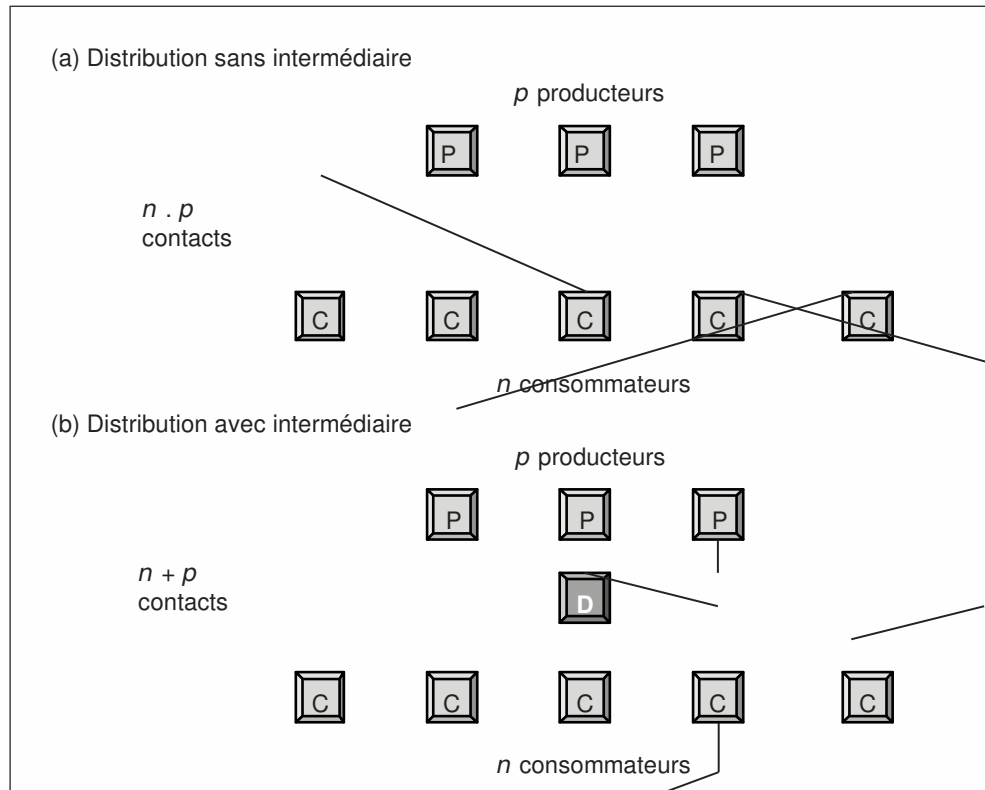 (a) Distribution sans intermédiaire
p producteurs
P P P
n . p
contacts
C C C C C
n consommateurs
(b) Distribution avec intermédiaire
p producteurs
P P P
n + p
contacts
D
C C C C C
n consommateurs